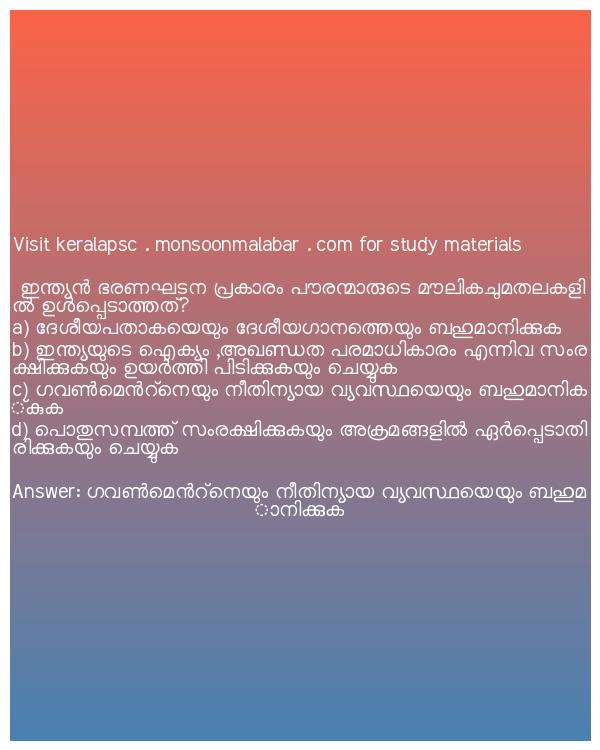 Visit keralapsc . monsoonmalabar . com for study materials
ഇന്ത്യൻ ഭരണഘടന പ്രകാരം പൗരന്മാരുടെ മൗലികചുമതലകളി
ൽ ഉൾപ്പെടാത്തത്?
a) ദേശീയപതാകയെയും ദേശീയഗാനത്തെയും ബഹുമാനിക്കുക
b) ഇന്ത്യയുടെ ഐക്യം ,അഖണ്ഡത പരമാധികാരം എന്നിവ സംര
ക്ഷിക്കുകയും ഉയർത്തി പിടിക്കുകയും ചെയ്യുക
c) ഗവൺമെൻറ്നെയും നീതിന്യായ വ്യവസ്ഥയെയും ബഹുമാനിക
്കുക
d) പൊതുസമ്പത്ത് സംരക്ഷിക്കുകയും അക്രമങ്ങളിൽ ഏർപ്പെടാതി
രിക്കുകയും ചെയ്യുക
Answer: ഗവൺമെൻറ്നെയും നീതിന്യായ വ്യവസ്ഥയെയും ബഹുമ
ാനിക്കുക